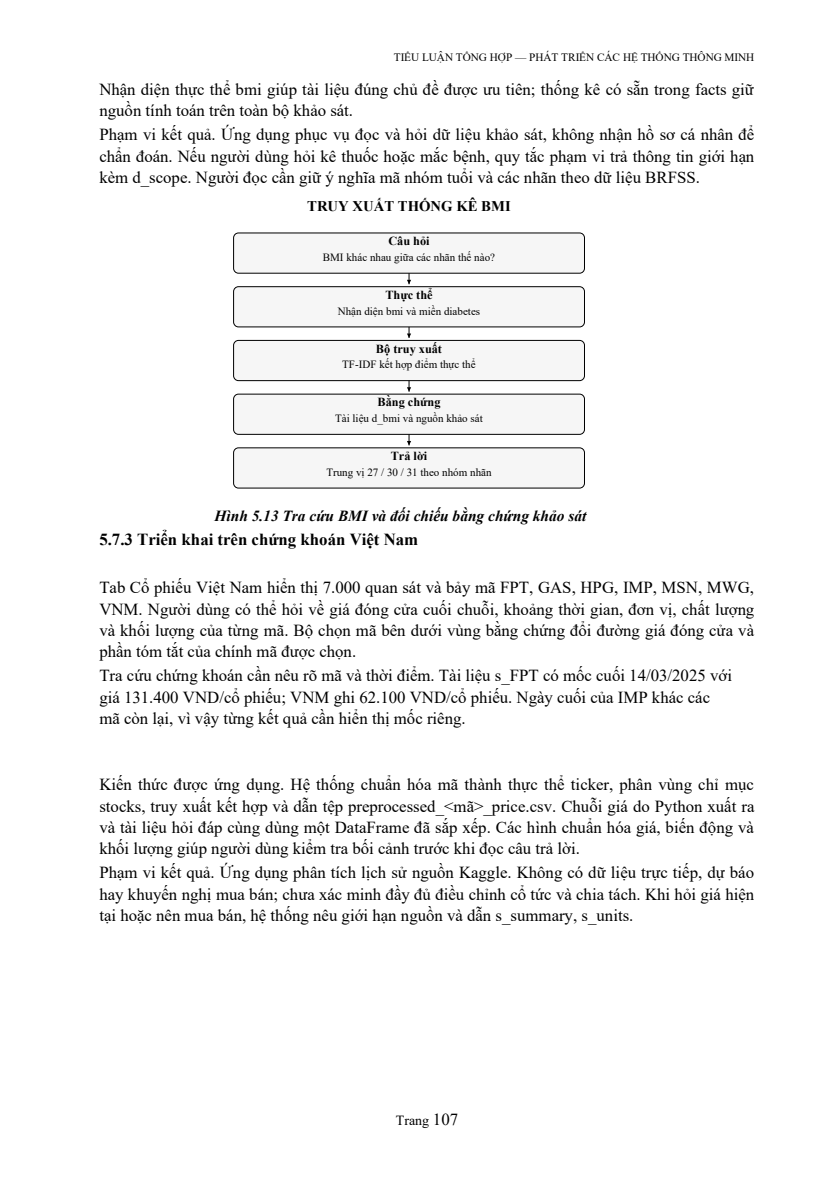 TIỂU LUẬN TỔNG HỢP — PHÁT TRIỂN CÁC HỆ THỐNG THÔNG MINH
Nhận diện thực thể bmi giúp tài liệu đúng chủ đề được ưu tiên; thống kê có sẵn trong facts giữ
nguồn tính toán trên toàn bộ khảo sát.
Phạm vi kết quả. Ứng dụng phục vụ đọc và hỏi dữ liệu khảo sát, không nhận hồ sơ cá nhân để
chẩn đoán. Nếu người dùng hỏi kê thuốc hoặc mắc bệnh, quy tắc phạm vi trả thông tin giới hạn
kèm d_scope. Người đọc cần giữ ý nghĩa mã nhóm tuổi và các nhãn theo dữ liệu BRFSS.
TRUY XUẤT THỐNG KÊ BMI
Câu hỏi
BMI khác nhau giữa các nhãn thế nào?
Thực thể
Nhận diện bmi và miền diabetes
Bộ truy xuất
TF-IDF kết hợp điểm thực thể
Bằng chứng
Tài liệu d_bmi và nguồn khảo sát
Trả lời
Trung vị 27 / 30 / 31 theo nhóm nhãn
Hình 5.13 Tra cứu BMI và đối chiếu bằng chứng khảo sát
5.7.3 Triển khai trên chứng khoán Việt Nam
Tab Cổ phiếu Việt Nam hiển thị 7.000 quan sát và bảy mã FPT, GAS, HPG, IMP, MSN, MWG,
VNM. Người dùng có thể hỏi về giá đóng cửa cuối chuỗi, khoảng thời gian, đơn vị, chất lượng
và khối lượng của từng mã. Bộ chọn mã bên dưới vùng bằng chứng đổi đường giá đóng cửa và
phần tóm tắt của chính mã được chọn.
Tra cứu chứng khoán cần nêu rõ mã và thời điểm. Tài liệu s_FPT có mốc cuối 14/03/2025 với
giá 131.400 VND/cổ phiếu; VNM ghi 62.100 VND/cổ phiếu. Ngày cuối của IMP khác các
mã còn lại, vì vậy từng kết quả cần hiển thị mốc riêng.
Kiến thức được ứng dụng. Hệ thống chuẩn hóa mã thành thực thể ticker, phân vùng chỉ mục
stocks, truy xuất kết hợp và dẫn tệp preprocessed_<mã>_price.csv. Chuỗi giá do Python xuất ra
và tài liệu hỏi đáp cùng dùng một DataFrame đã sắp xếp. Các hình chuẩn hóa giá, biến động và
khối lượng giúp người dùng kiểm tra bối cảnh trước khi đọc câu trả lời.
Phạm vi kết quả. Ứng dụng phân tích lịch sử nguồn Kaggle. Không có dữ liệu trực tiếp, dự báo
hay khuyến nghị mua bán; chưa xác minh đầy đủ điều chỉnh cổ tức và chia tách. Khi hỏi giá hiện
tại hoặc nên mua bán, hệ thống nêu giới hạn nguồn và dẫn s_summary, s_units.
Trang 107